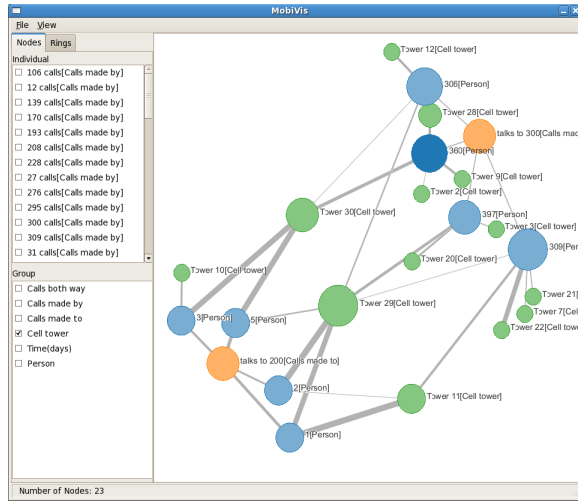 MobiVis
File View
Nodes Rings
Individual
106 calls[Calls made by]
12 calls[Calls made by]
139 calls[Calls made by]
170 calls[Calls made by]
193 calls[Calls made by]
208 calls[Calls made by]
228 calls[Calls made by]
27 calls[Calls made by]
276 calls[Calls made by]
295 calls[Calls made by]
300 calls[Calls made by]
309 calls[Calls made by]
31 calls[Calls made by]
Group
Calls both way
Calls made by
Calls made to
Cell tower
Time(days)
Person
Number of Nodes: 23
Tower 12[Cell tower]
306[Person]
Tower 28[Cell tower]
talks to 300[Calls mad
360[Person]
Tower 9[Cell tower]
Tower 2[Cell tower]
Tower 30[Cell tower]
397[Person]
Tower 3[Cell tower]
309[Per
Tower 20[Cell tower]
Tower 10[Cell tower]
Tower 21[
Tower 29[Cell tower]
Tower 7[Cel
3[Person]
5[Person]
Tower 22[Cell towe
talks to 200[Calls made to]
2[Person]
Tower 11[Cell tower]
1[Person]